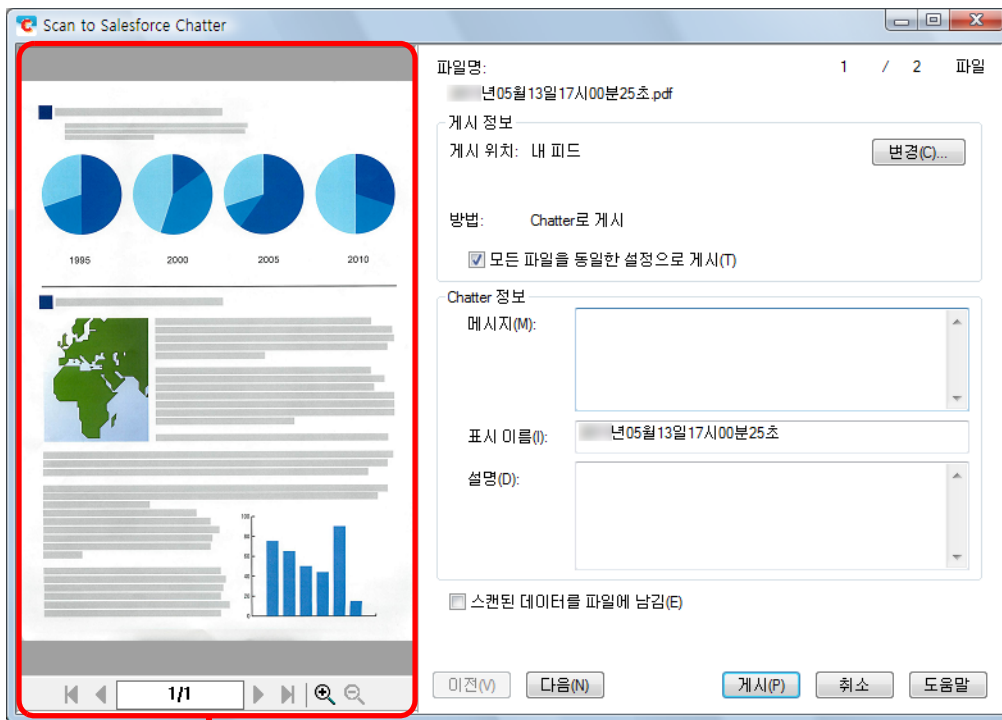 Scan to Salesforce Chatter
1995 2000 2005 2010
100
80
60
40
20
0
1/1
파일명: 1 / 2 파일
년05월13일17시00분25초.pdf
게시 정보
게시 위치: 내 피드 변경(C)...
방법: Chatter로 게시
모든 파일을 동일한 설정으로 게시(T)
Chatter 정보
메시지(M):
표시 이름(I): 년05월13일17시00분25초
설명(D):
스캔된 데이터를 파일에 남김(E)
이전(V) 다음(N) 게시(P) 취소 도움말